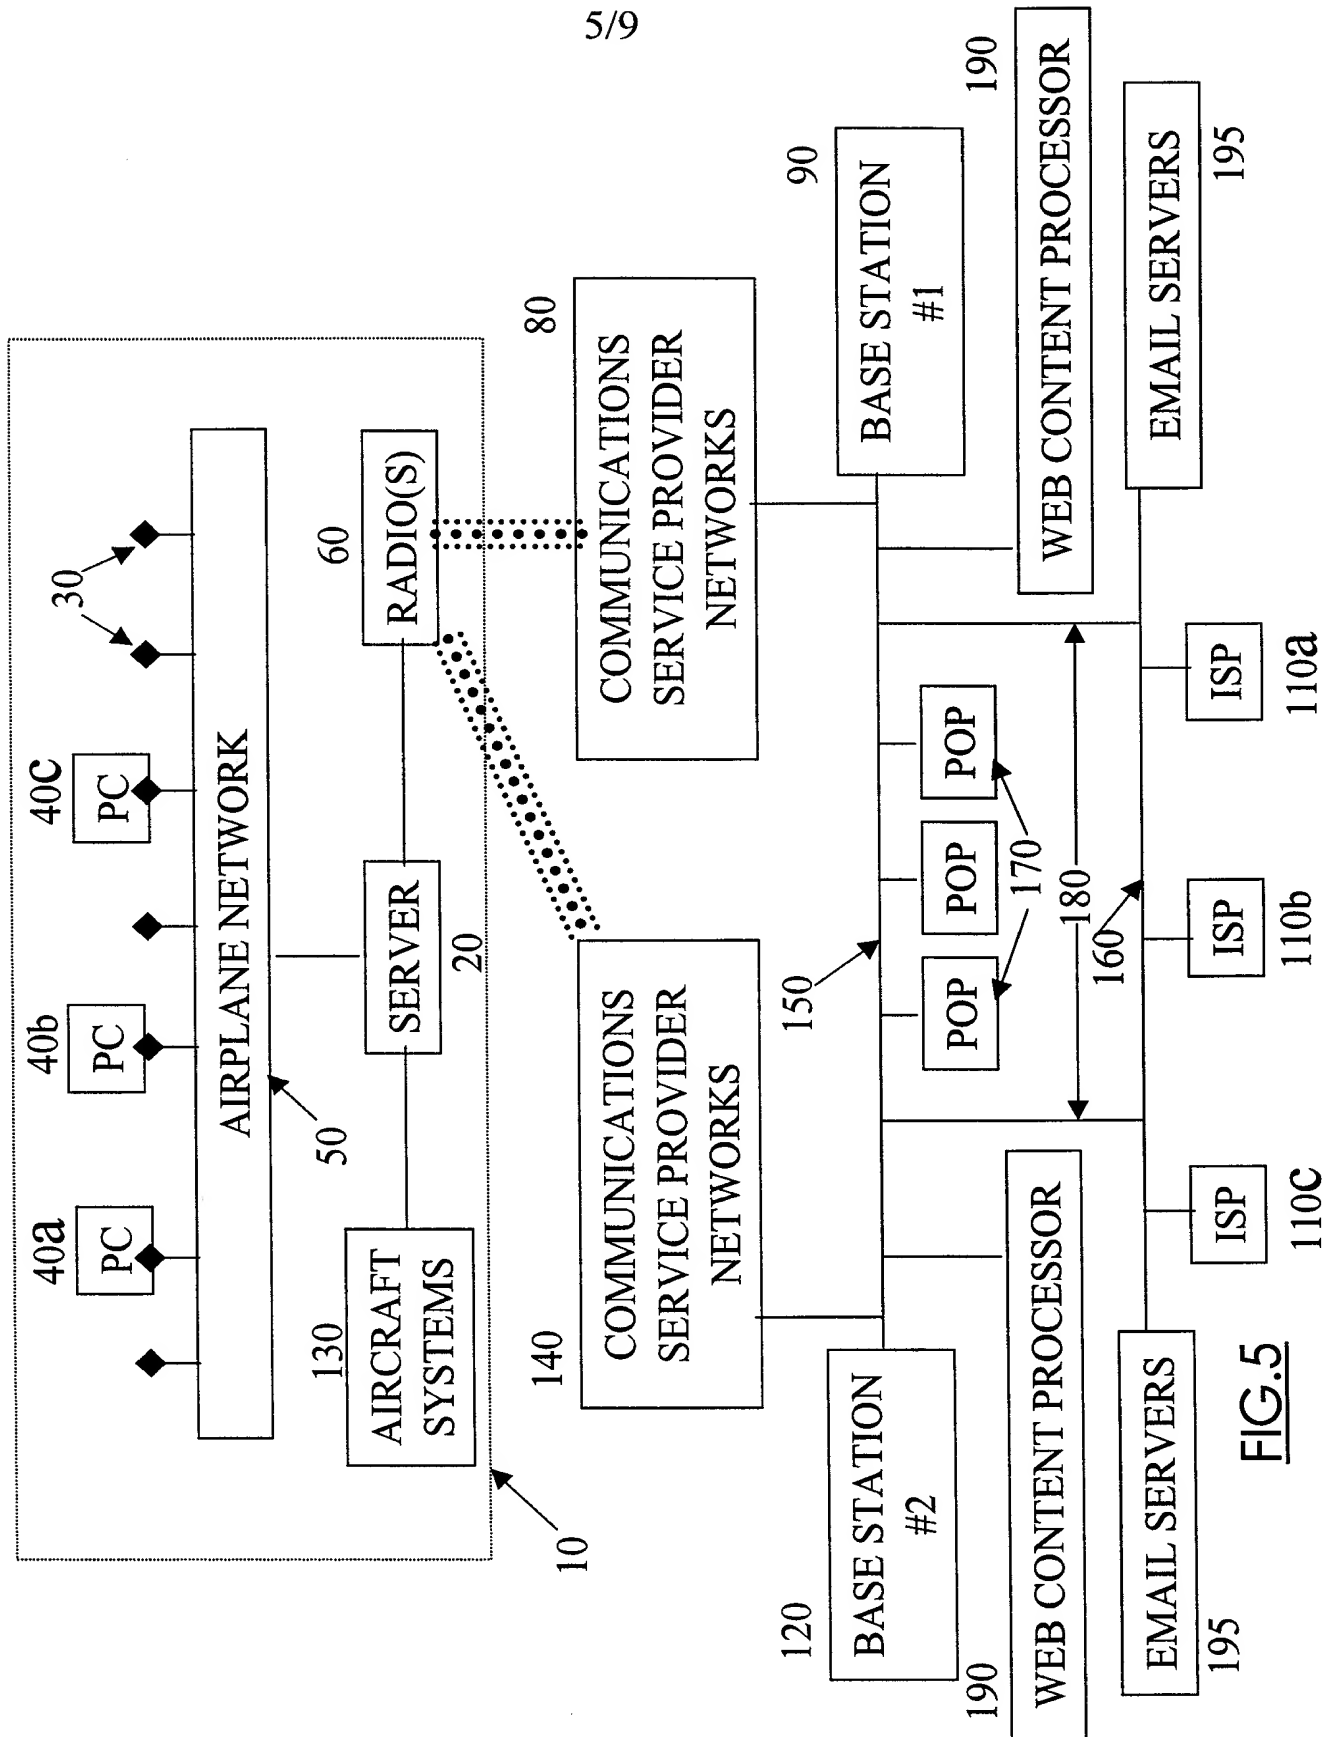 5/9
30
40c
PC
40b
PC
40a
PC
AIRPLANE NETWORK
50
60
RADIO(S)
SERVER
20
130
AIRCRAFT
SYSTEMS
10
80
COMMUNICATIONS
SERVICE PROVIDER
NETWORKS
140
COMMUNICATIONS
SERVICE PROVIDER
NETWORKS
90
BASE STATION
#1
120
BASE STATION
#2
150
POP
POP
POP
170
180
160
190
WEB CONTENT PROCESSOR
190
WEB CONTENT PROCESSOR
EMAIL SERVERS
195
EMAIL SERVERS
195
ISP
110a
ISP
110b
ISP
110c
FIG.5